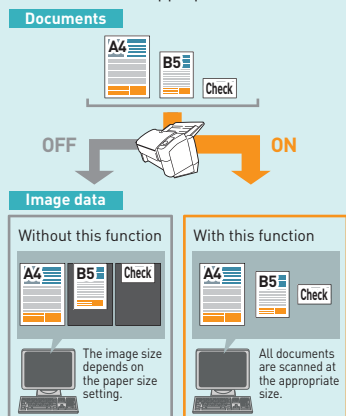 Documents
A4
B5
Check
OFF
ON
Image data
Without this function
A4
B5
Check
The image size
depends on
the paper size
setting.
With this function
A4
B5
Check
All documents
are scanned at
the appropriate
size.